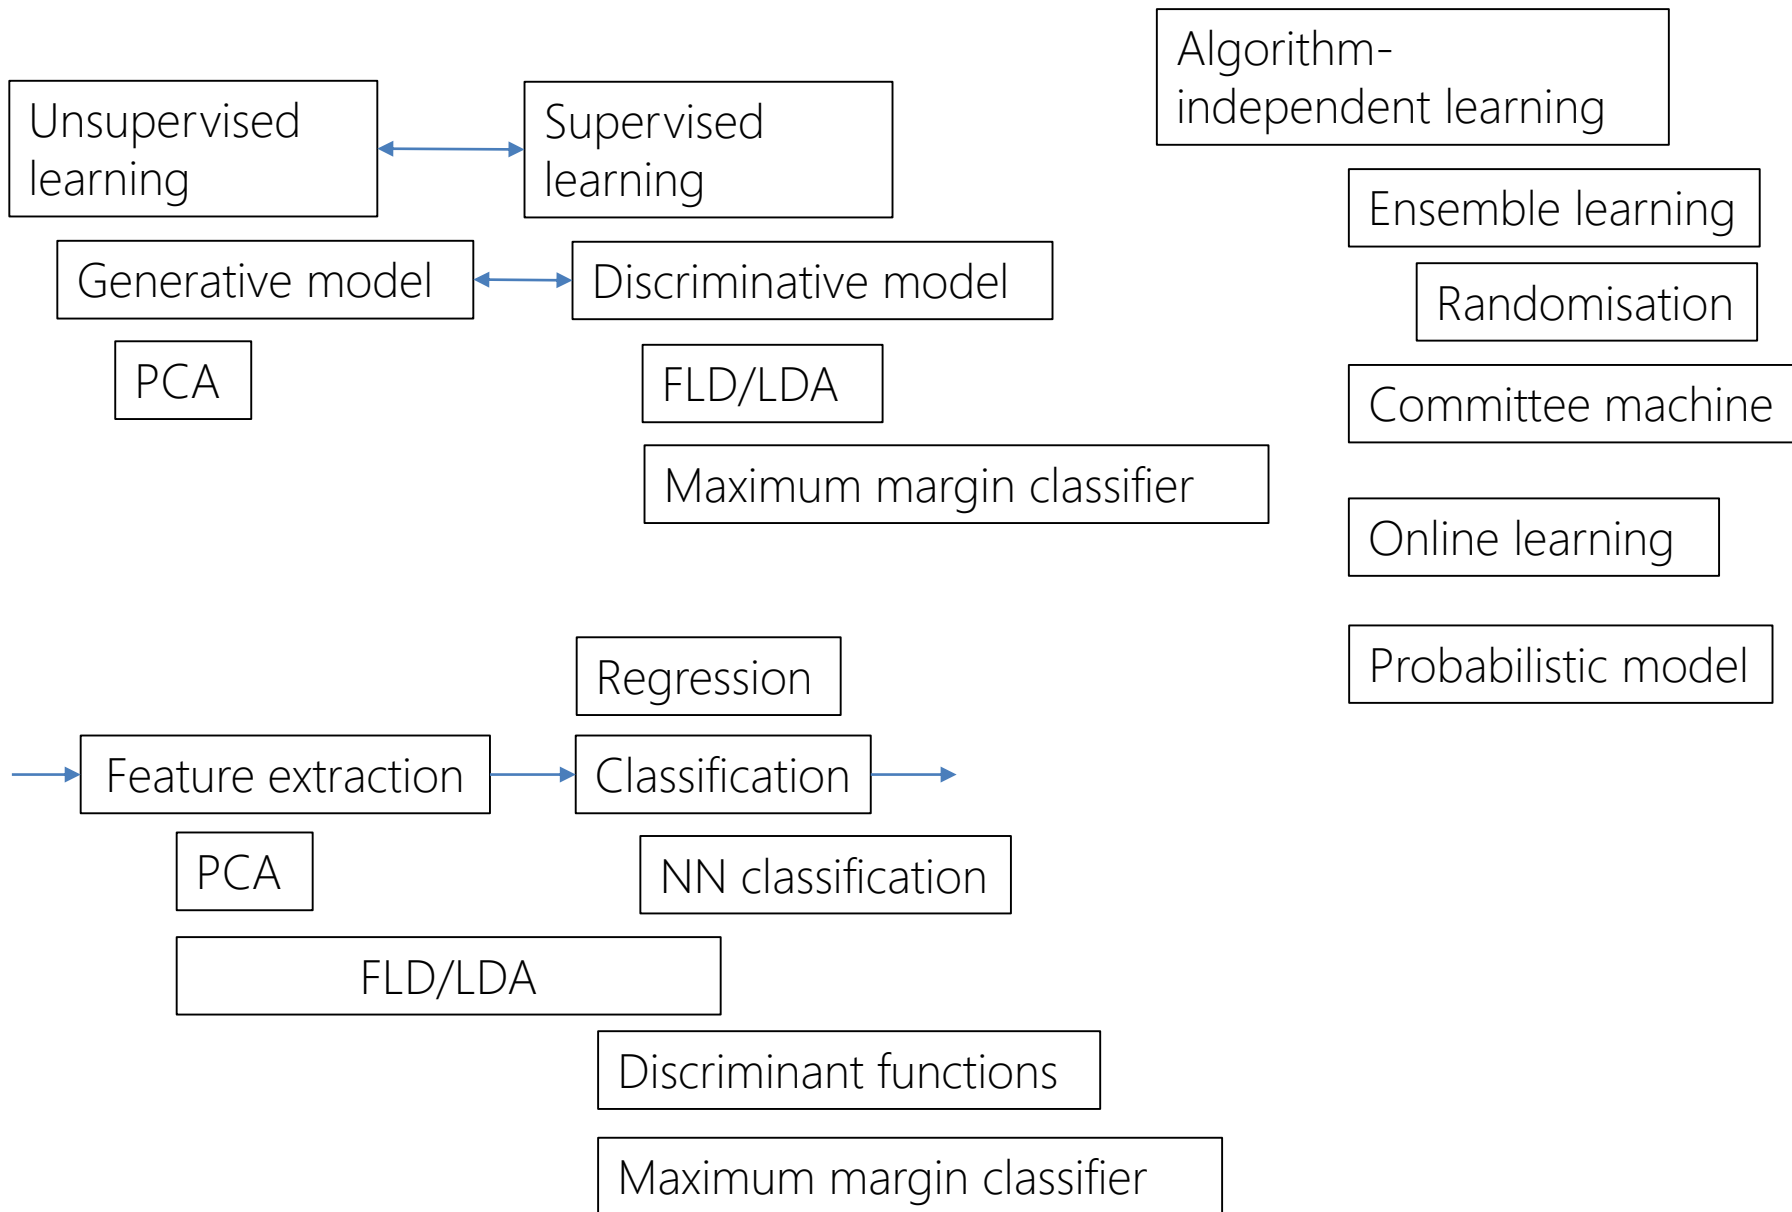 Unsupervised
learning
Supervised
learning
Generative model
Discriminative model
PCA
FLD/LDA
Maximum margin classifier
Algorithm-
independent learning
Ensemble learning
Randomisation
Committee machine
Online learning
Probabilistic model
Regression
Feature extraction
Classification
PCA
NN classification
FLD/LDA
Discriminant functions
Maximum margin classifier